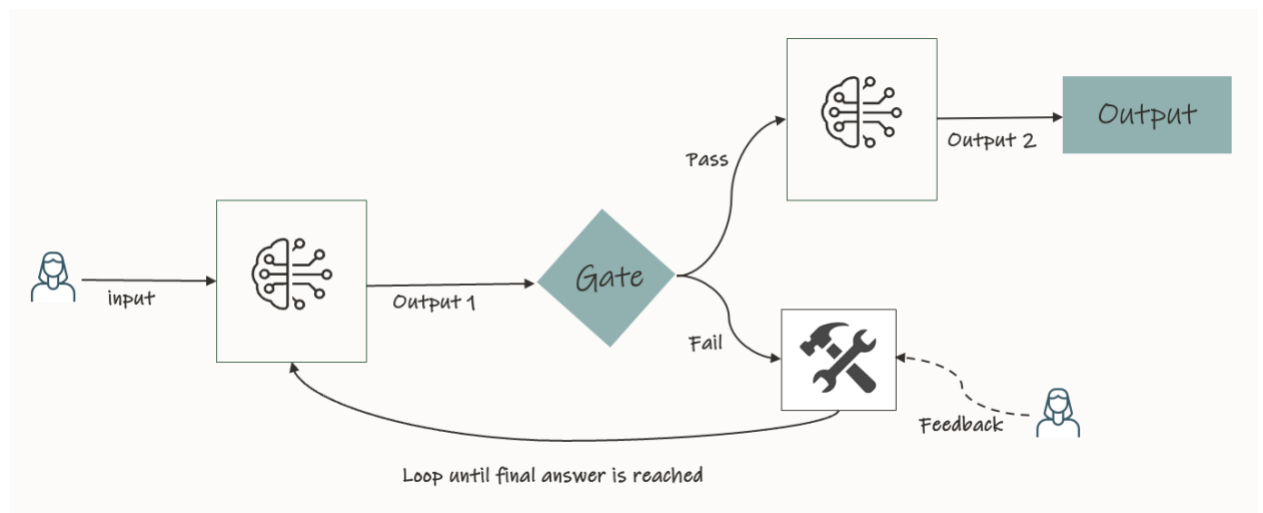 input
Output 1
Gate
Pass
Fail
Output 2
Output
Feedback
Loop until final answer is reached